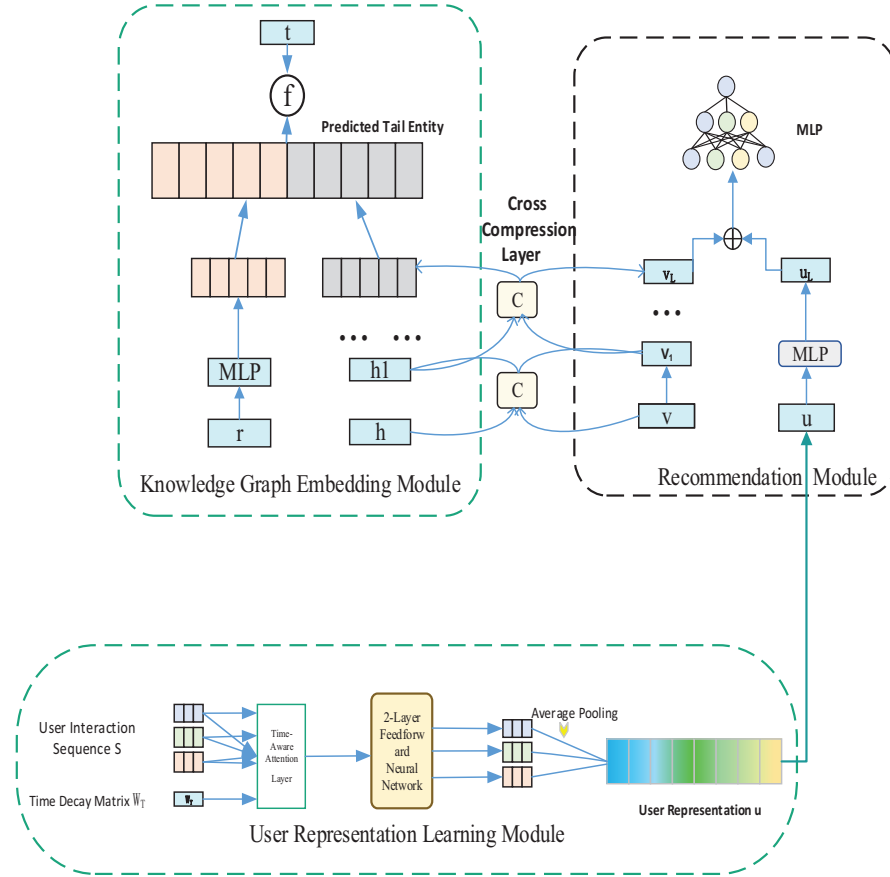 t
f
Predicted Tail Entity
MLP
Cross
Compression
Layer
v_L
u_L
C
... ...
...
MLP
h1
V₁
MLP
C
r
h
v
u
Knowledge Graph Embedding Module
Recommendation Module
User Interaction
Sequence S
Time-
Aware
Attention
Layer
2-Layer
Feedforw
ard
Neural
Network
Average Pooling
Time Decay Matrix W_T
W_T
User Representation u
User Representation Learning Module